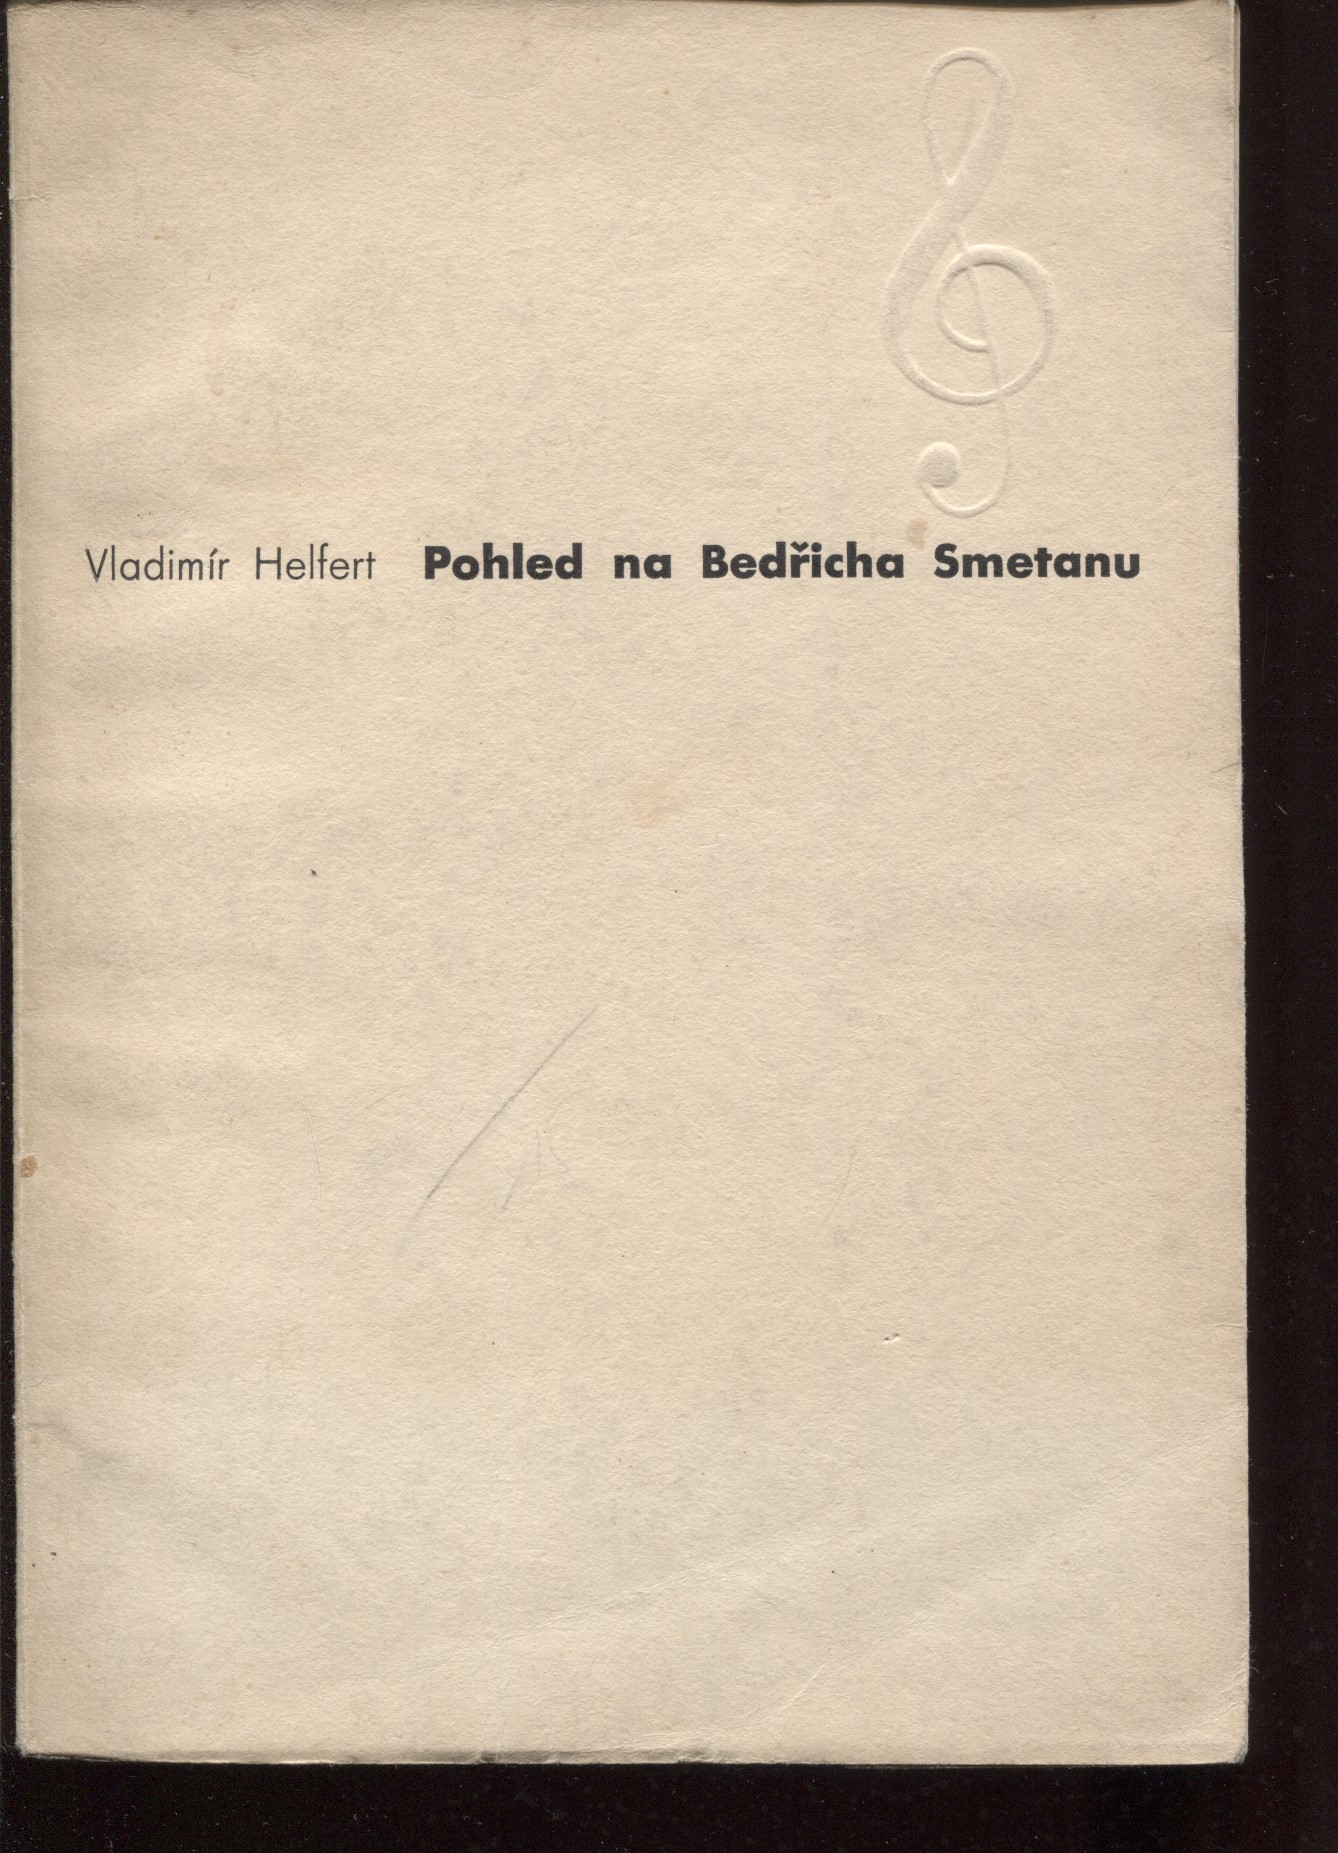 Vladimír Helfert Pohled na Bedřicha Smetanu